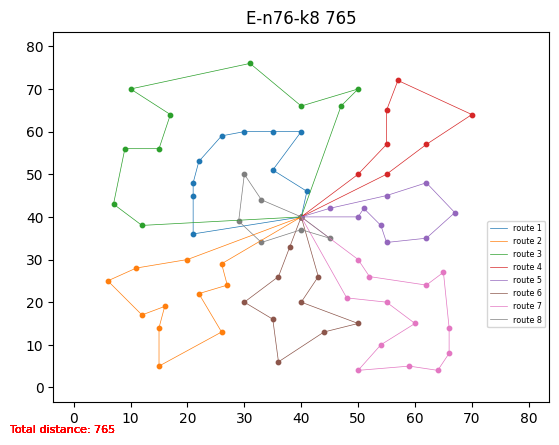 E-n76-k8 765
80
70
60
50
40
30
20
10
0
route 1
route 2
route 3
route 4
route 5
route 6
route 7
route 8
0 10 20 30 40 50 60 70 80
Total distance: 765